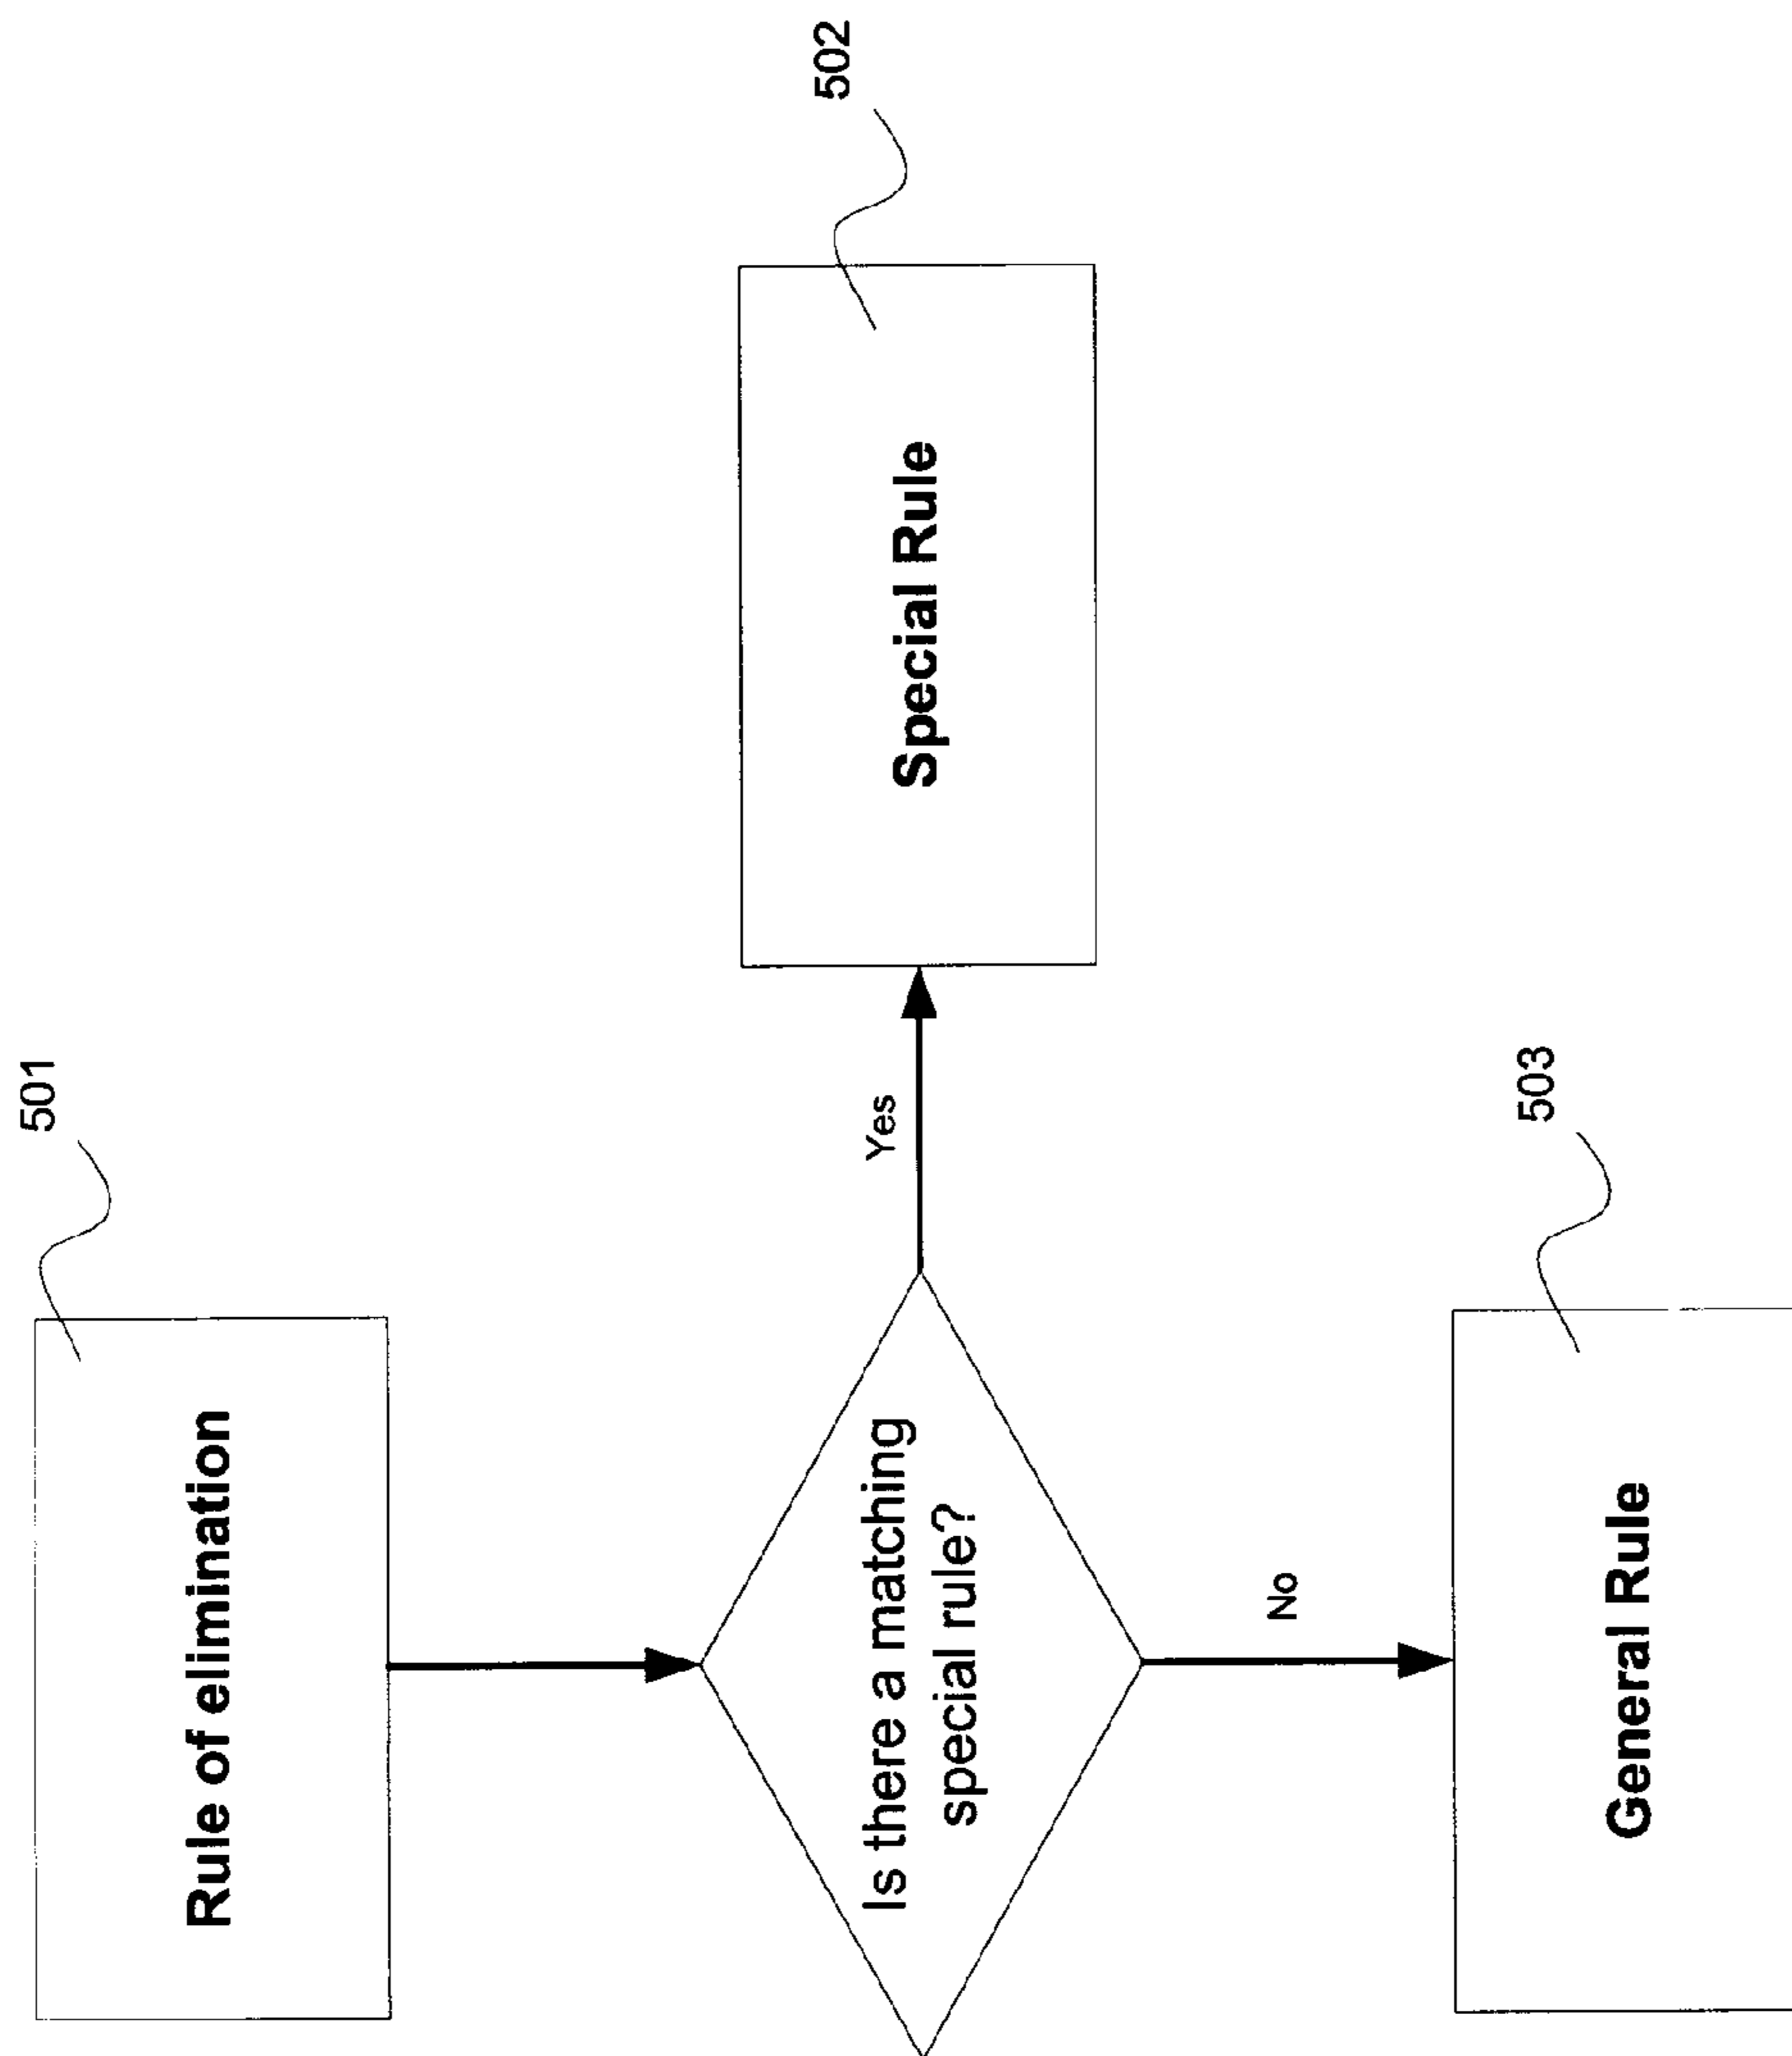 501
Rule of elimination
Is there a matching
special rule?
Yes
502
Special Rule
No
503
General Rule